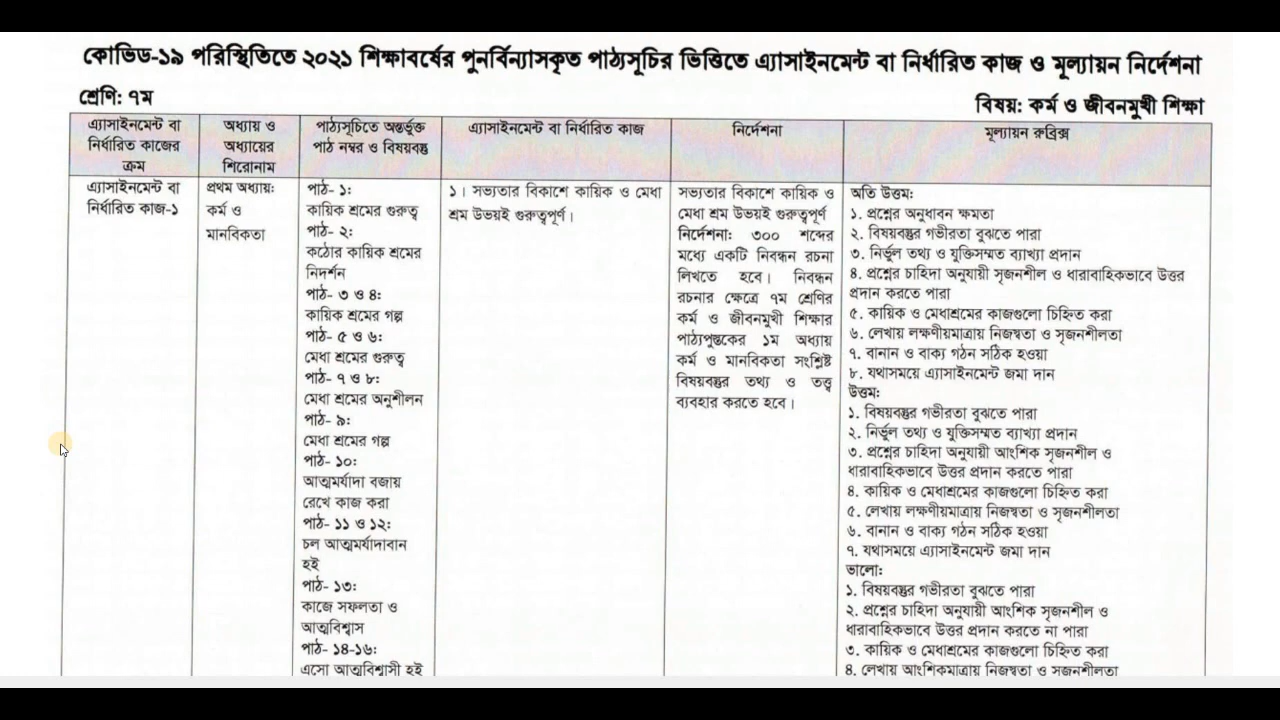 কোভিড-১৯ পরিস্থিতিতে ২০২১ শিক্ষাবর্ষের পুনর্বিন্যাসকৃত পাঠ্যসূচির ভিত্তিতে এ্যাসাইনমেন্ট বা নির্ধারিত কাজ ও মূল্যায়ন নির্দেশনা
শ্রেণি: ৭ম
বিষয়: কর্ম ও জীবনমুখী শিক্ষা
এ্যাসাইনমেন্ট বা
নির্ধারিত কাজের
ক্রম
অধ্যায় ও
অধ্যায়ের
শিরোনাম
পাঠ্যসূচিতে অন্তর্ভুক্ত
পাঠ নম্বর ও বিষয়বস্তু
এ্যাসাইনমেন্ট বা নির্ধারিত কাজ
নির্দেশনা
মূল্যায়ন রুব্রিক্স
এ্যাসাইনমেন্ট বা
নির্ধারিত কাজ-১
প্রথম অধ্যায়:
কর্ম ও
মানবিকতা
পাঠ- ১:
কায়িক শ্রমের গুরুত্ব
পাঠ- ২:
কঠোর কায়িক শ্রমের
নিদর্শন
পাঠ- ৩ ও ৪:
কায়িক শ্রমের গল্প
পাঠ- ৫ ও ৬:
মেধা শ্রমের গুরুত্ব
পাঠ- ৭ ও ৮:
মেধা শ্রমের অনুশীলন
পাঠ- ৯:
মেধা শ্রমের গল্প
পাঠ- ১০:
আত্মমর্যাদা বজায়
রেখে কাজ করা
পাঠ- ১১ ও ১২:
চল আত্মমর্যাদাবান
হই
পাঠ- ১৩:
কাজে সফলতা ও
আত্মবিশ্বাস
পাঠ- ১৪-১৬:
এসো আত্মবিশ্বাসী হই
১। সভ্যতার বিকাশে কায়িক ও মেধা
শ্রম উভয়ই গুরুত্বপূর্ণ।
সভ্যতার বিকাশে কায়িক ও
মেধা শ্রম উভয়ই গুরুত্বপূর্ণ
নির্দেশনা: ৩০০ শব্দের
মধ্যে একটি নিবন্ধন রচনা
লিখতে হবে। নিবন্ধন
রচনার ক্ষেত্রে ৭ম শ্রেণির
কর্ম ও জীবনমুখী শিক্ষার
পাঠ্যপুস্তকের ১ম অধ্যায়
কর্ম ও মানবিকতা সংশ্লিষ্ট
বিষয়বস্তুর তথ্য ও তত্ত্ব
ব্যবহার করতে হবে।
অতি উত্তম:
১. প্রশ্নের অনুধাবন ক্ষমতা
২. বিষয়বস্তুর গভীরতা বুঝতে পারা
৩. নির্ভুল তথ্য ও যুক্তিসম্মত ব্যাখ্যা প্রদান
৪. প্রশ্নের চাহিদা অনুযায়ী সৃজনশীল ও ধারাবাহিকভাবে উত্তর
প্রদান করতে পারা
৫. কায়িক ও মেধাশ্রমের কাজগুলো চিহ্নিত করা
৬. লেখায় লক্ষণীয়মাত্রায় নিজস্বতা ও সৃজনশীলতা
৭. বানান ও বাক্য গঠন সঠিক হওয়া
৮. যথাসময়ে এ্যাসাইনমেন্ট জমা দান
উত্তম:
১. বিষয়বস্তুর গভীরতা বুঝতে পারা
২. নির্ভুল তথ্য ও যুক্তিসম্মত ব্যাখ্যা প্রদান
৩. প্রশ্নের চাহিদা অনুযায়ী আংশিক সৃজনশীল ও
ধারাবাহিকভাবে উত্তর প্রদান করতে পারা
৪. কায়িক ও মেধাশ্রমের কাজগুলো চিহ্নিত করা
৫. লেখায় লক্ষণীয়মাত্রায় নিজস্বতা ও সৃজনশীলতা
৬. বানান ও বাক্য গঠন সঠিক হওয়া
৭. যথাসময়ে এ্যাসাইনমেন্ট জমা দান
ভালো:
১. বিষয়বস্তুর গভীরতা বুঝতে পারা
২. প্রশ্নের চাহিদা অনুযায়ী আংশিক সৃজনশীল ও
ধারাবাহিকভাবে উত্তর প্রদান করতে না পারা
৩. কায়িক ও মেধাশ্রমের কাজগুলো চিহ্নিত করা
৪. লেখায় আংশিকমাত্রায় নিজস্বতা ও সৃজনশীলতা